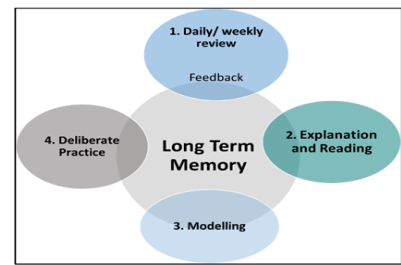 1. Daily/ weekly
review
Feedback
2. Explanation
and Reading
3. Modelling
4. Deliberate
Practice
Long Term
Memory